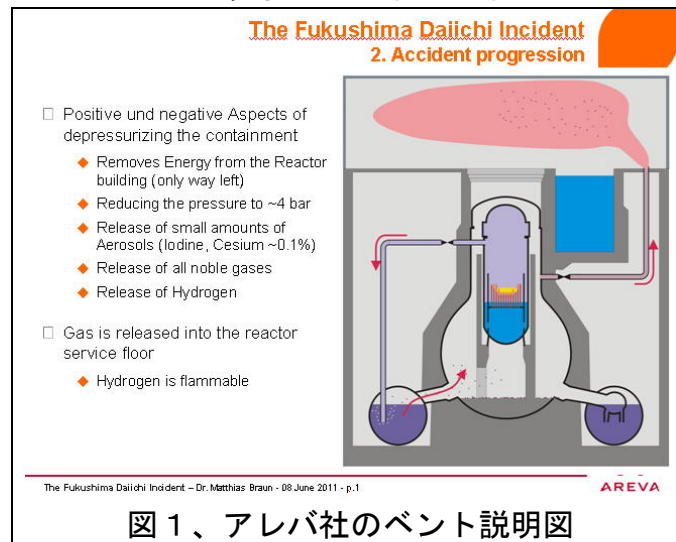 The Fukushima Daiichi Incident
2. Accident progression
□ Positive und negative Aspects of
depressurizing the containment
◆ Removes Energy from the Reactor
building (only way left)
◆ Reducing the pressure to ~4 bar
◆ Release of small amounts of
Aerosols (Iodine, Cesium ~0.1%)
◆ Release of all noble gases
◆ Release of Hydrogen
□ Gas is released into the reactor
service floor
◆ Hydrogen is flammable
The Fukushima Daiichi Incident – Dr. Matthias Braun - 08 June 2011 - p.1
AREVA
図1、アレバ社のベント説明図